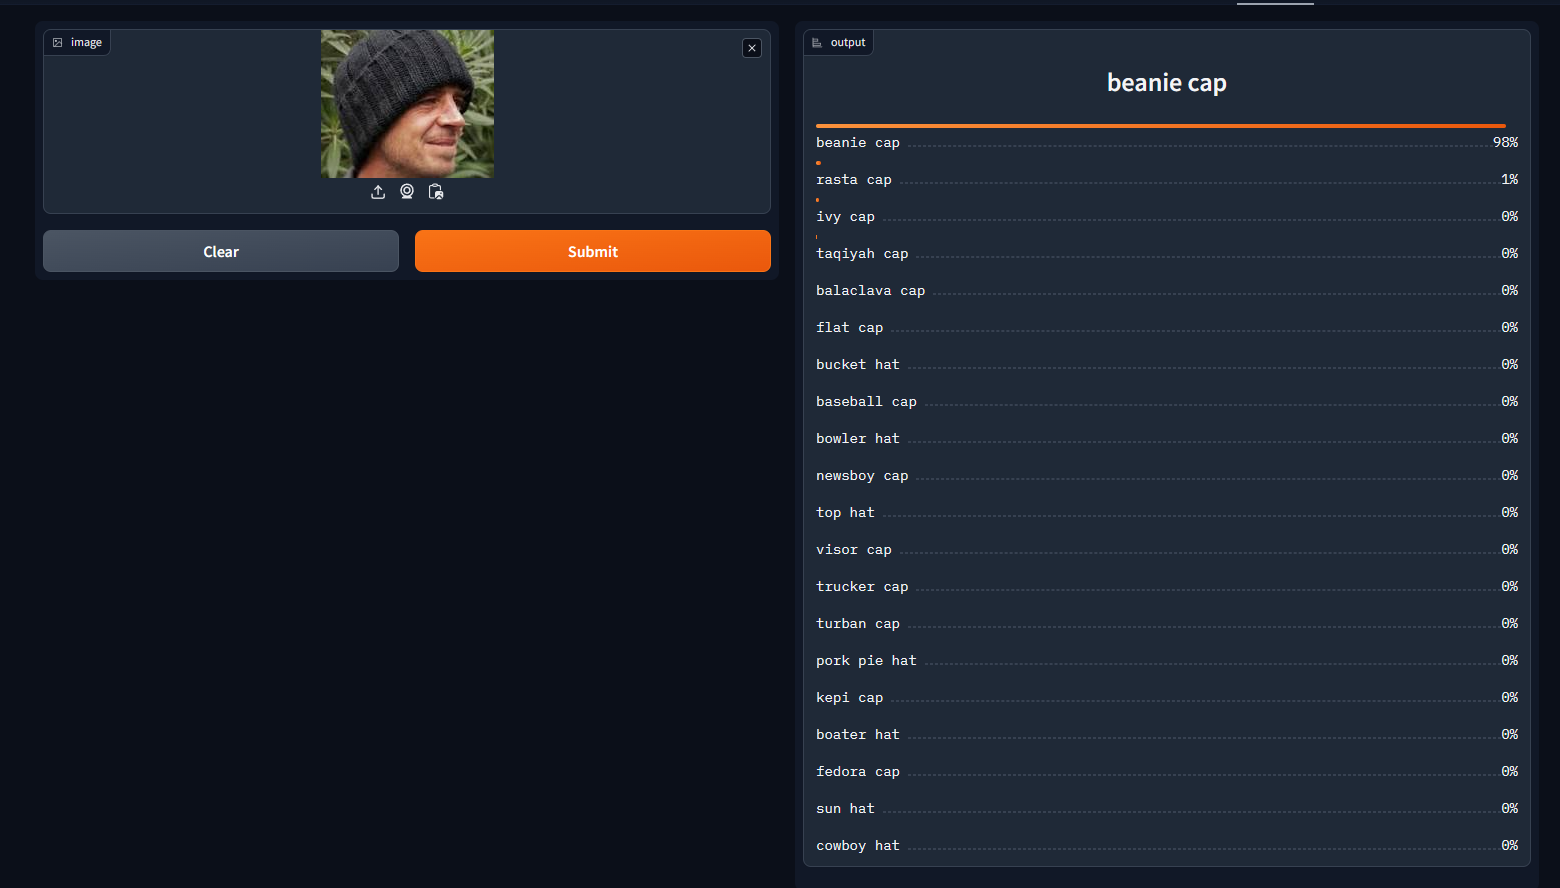 image
Clear
Submit
output
beanie cap
beanie cap 98%
rasta cap 1%
ivy cap 0%
taqiyah cap 0%
balaclava cap 0%
flat cap 0%
bucket hat 0%
baseball cap 0%
bowler hat 0%
newsboy cap 0%
top hat 0%
visor cap 0%
trucker cap 0%
turban cap 0%
pork pie hat 0%
kepi cap 0%
boater hat 0%
fedora cap 0%
sun hat 0%
cowboy hat 0%